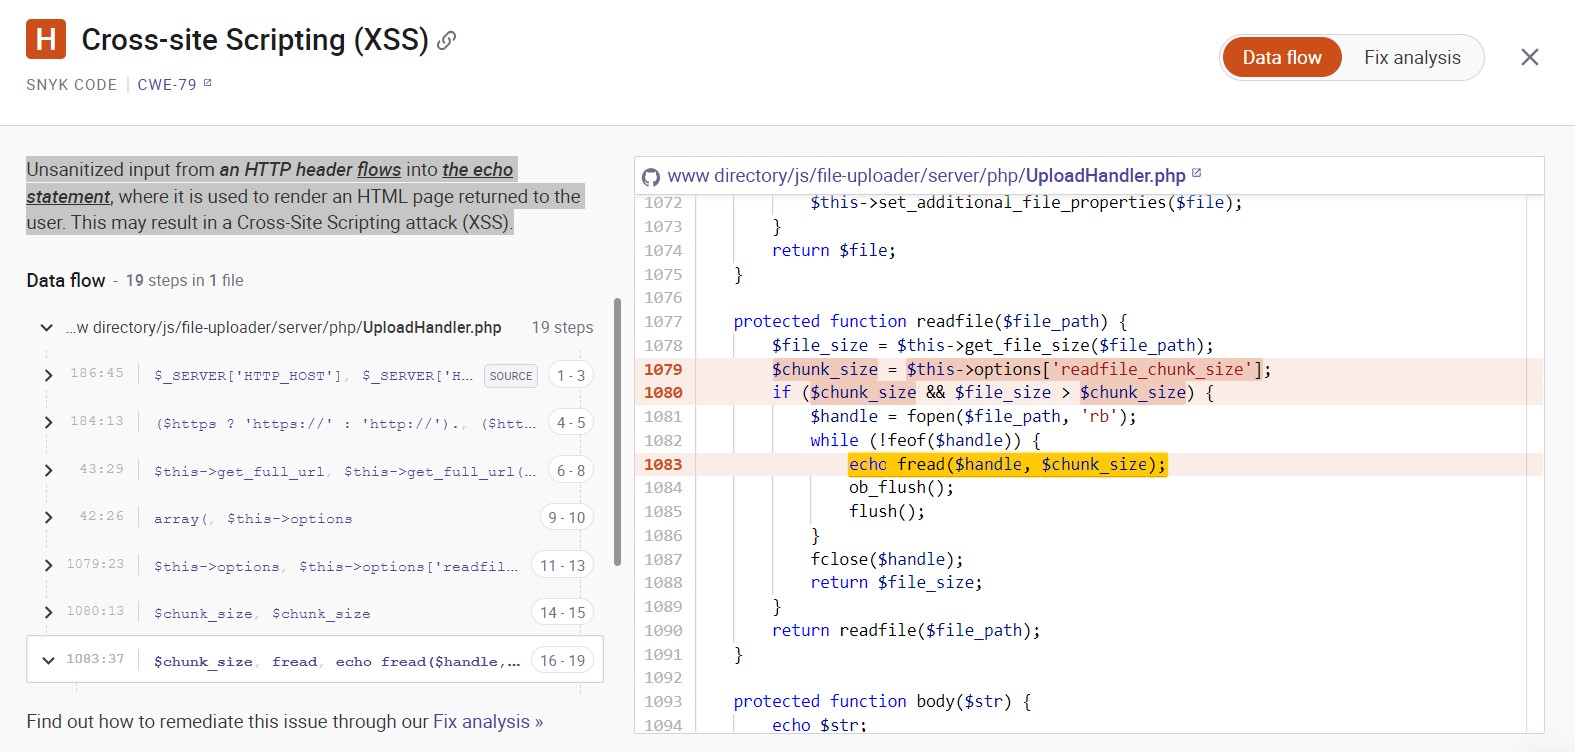 H Cross-site Scripting (XSS)
SNYK CODE | CWE-79
Data flow
Fix analysis
Unsanitized input from an HTTP header flows into the echo
statement, where it is used to render an HTML page returned to the
user. This may result in a Cross-Site Scripting attack (XSS).
Data flow - 19 steps in 1 file
...w directory/js/file-uploader/server/php/UploadHandler.php 19 steps
186:45 $_SERVER['HTTP_HOST'], $_SERVER['H... SOURCE 1 - 3
184:13 ($https ? 'https://' : 'http://')., ($htt... 4 - 5
43:29 $this->get_full_url, $this->get_full_url(... 6 - 8
42:26 array(, $this->options 9 - 10
1079:23 $this->options, $this->options['readfil... 11 - 13
1080:13 $chunk_size, $chunk_size 14 - 15
1083:37 $chunk_size, fread, echo fread($handle,... 16 - 19
Find out how to remediate this issue through our Fix analysis »
www directory/js/file-uploader/server/php/UploadHandler.php
1072 $this->set_additional_file_properties($file);
1073 }
1074 return $file;
1075 }
1076
1077 protected function readfile($file_path) {
1078 $file_size = $this->get_file_size($file_path);
1079 $chunk_size = $this->options['readfile_chunk_size'];
1080 if ($chunk_size && $file_size > $chunk_size) {
1081 $handle = fopen($file_path, 'rb');
1082 while (!feof($handle)) {
1083 echo fread($handle, $chunk_size);
1084 ob_flush();
1085 flush();
1086 }
1087 fclose($handle);
1088 return $file_size;
1089 }
1090 return readfile($file_path);
1091 }
1092
1093 protected function body($str) {
1094 echo $str;